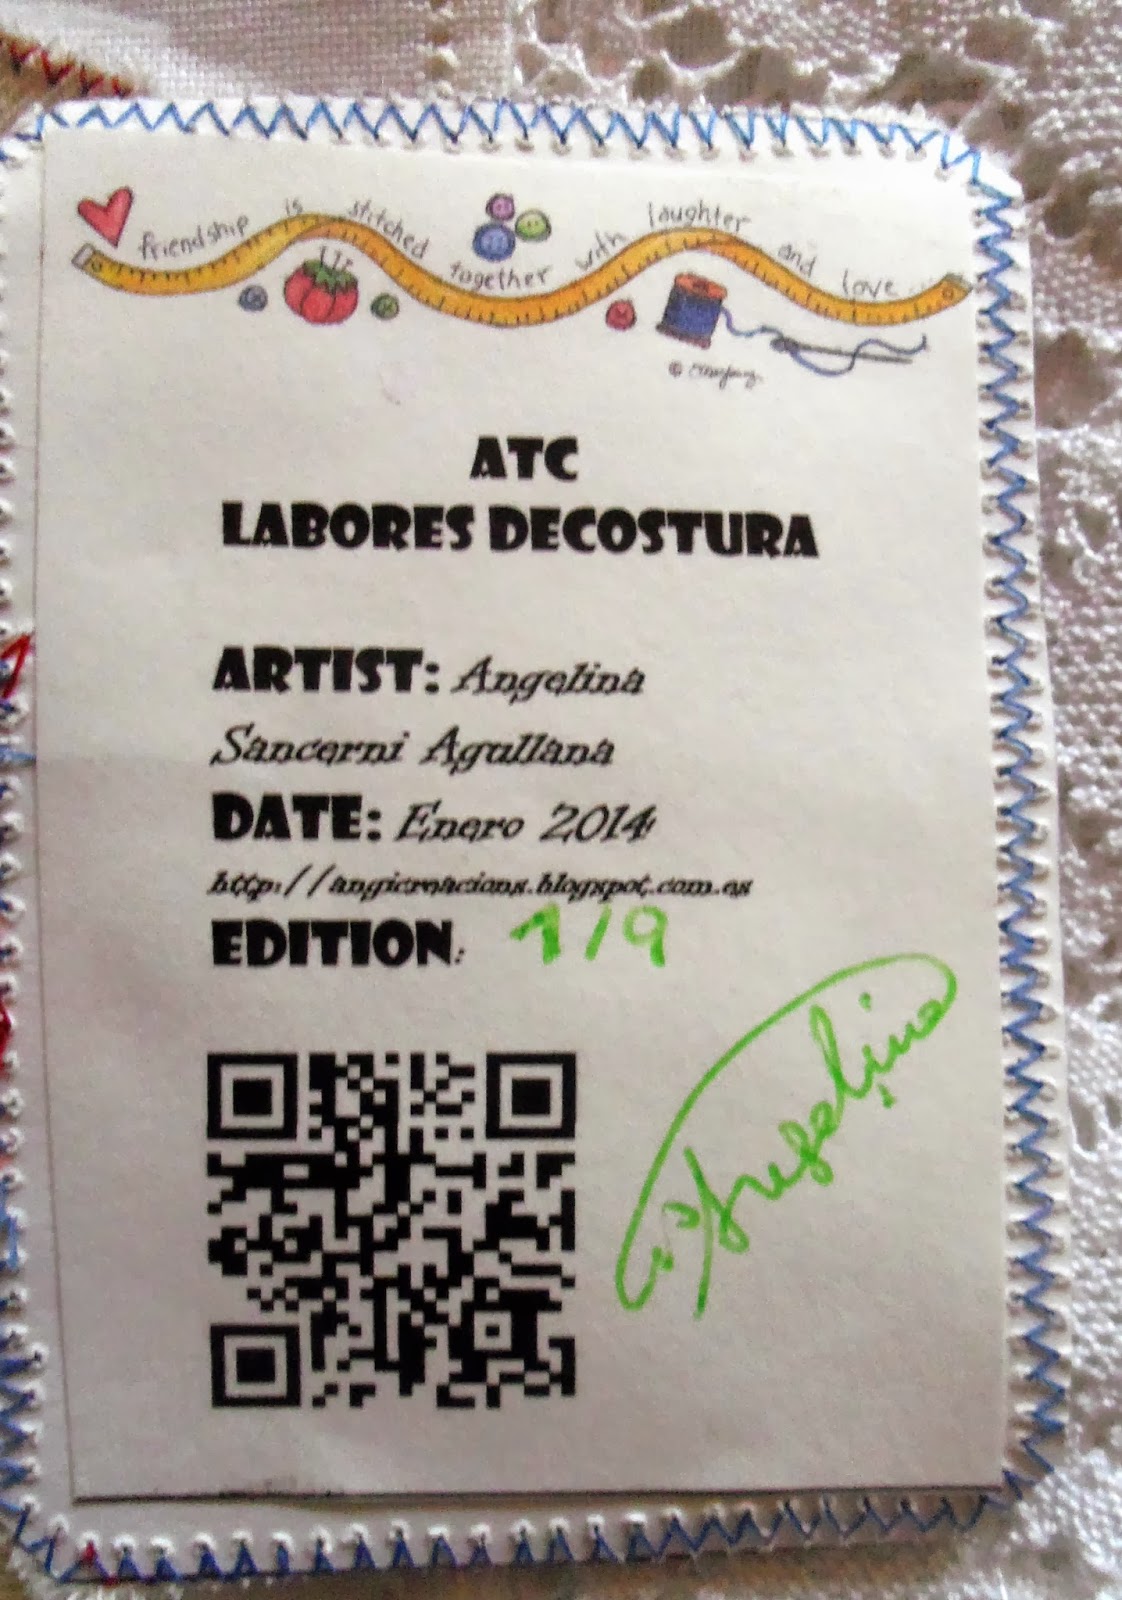 friendship is stitched together with laughter and love
ATC
LABORES DECOSTURA
ARTIST: Angelina
Sancerni Agullana
DATE: Enero 2014
http://angicreacions.blogspot.com.es
EDITION: 1/9
Angelina